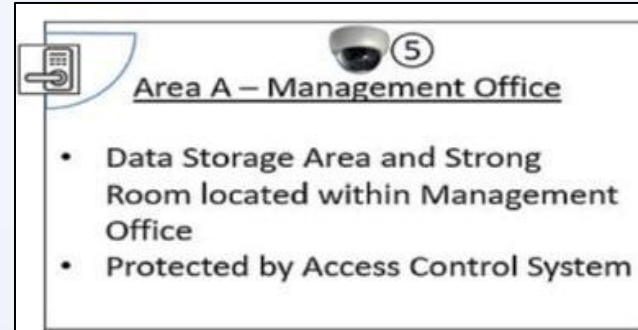 ⑤
Area A – Management Office
• Data Storage Area and Strong
Room located within Management
Office
• Protected by Access Control System